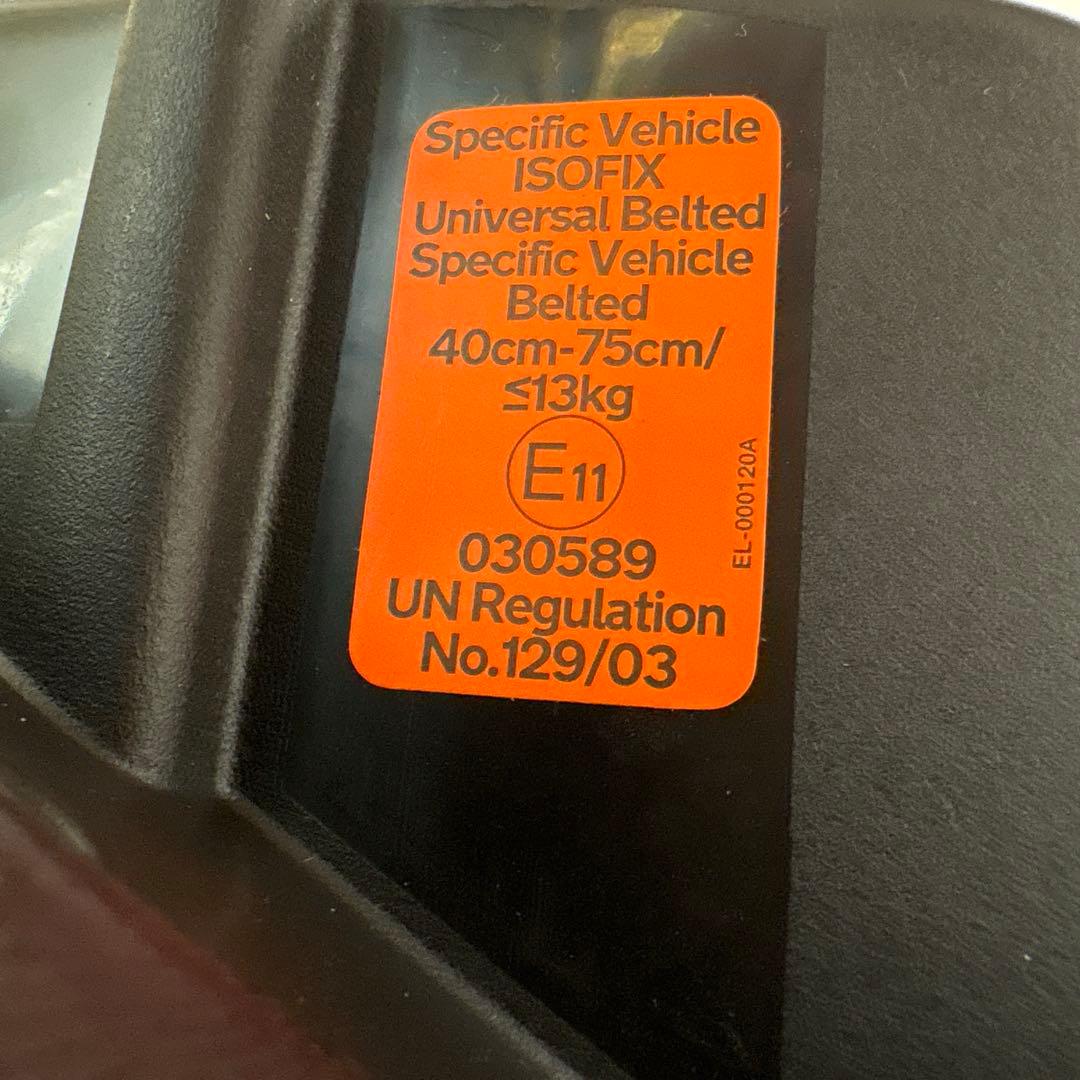 Specific Vehicle
ISOFIX
Universal Belted
Specific Vehicle
Belted
40cm-75cm/
≤13kg
E11
030589
UN Regulation
No.129/03
EL-000120A